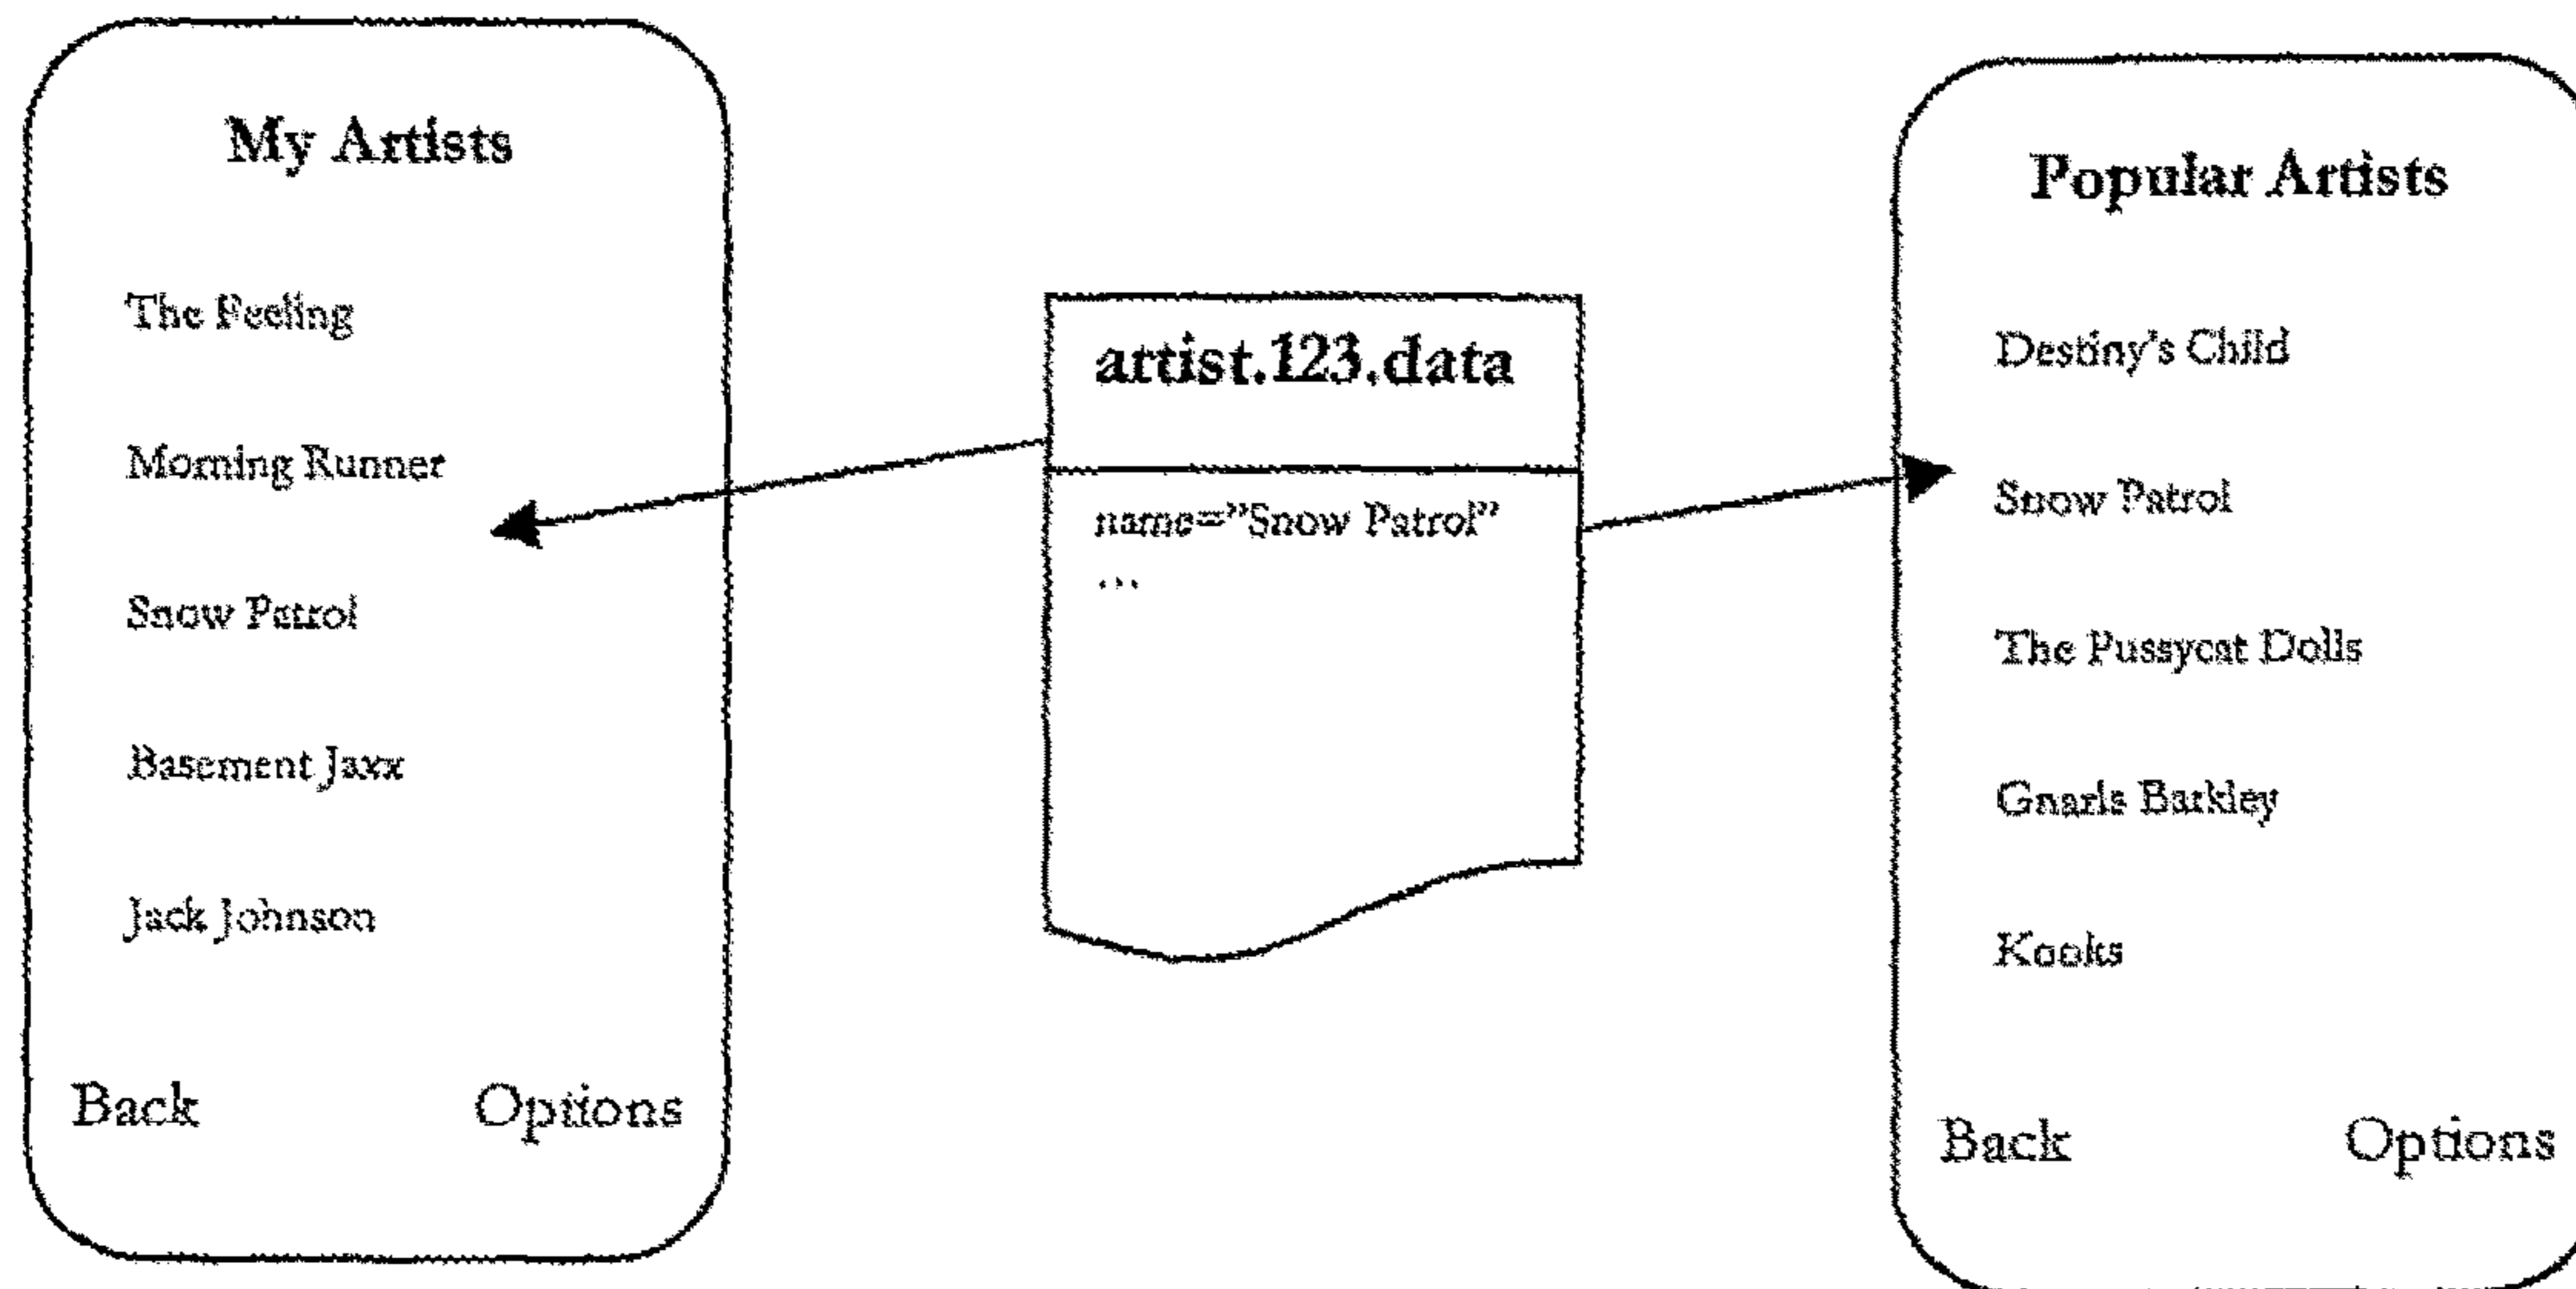 My Artists
The Feeling
Morning Runner
Snow Patrol
Basement Jaxx
Jack Johnson
Back Options
artist.123.data
name=”Snow Patrol”
...
Popular Artists
Destiny's Child
Snow Patrol
The Pussycat Dolls
Gnarls Barkley
Kooks
Back Options